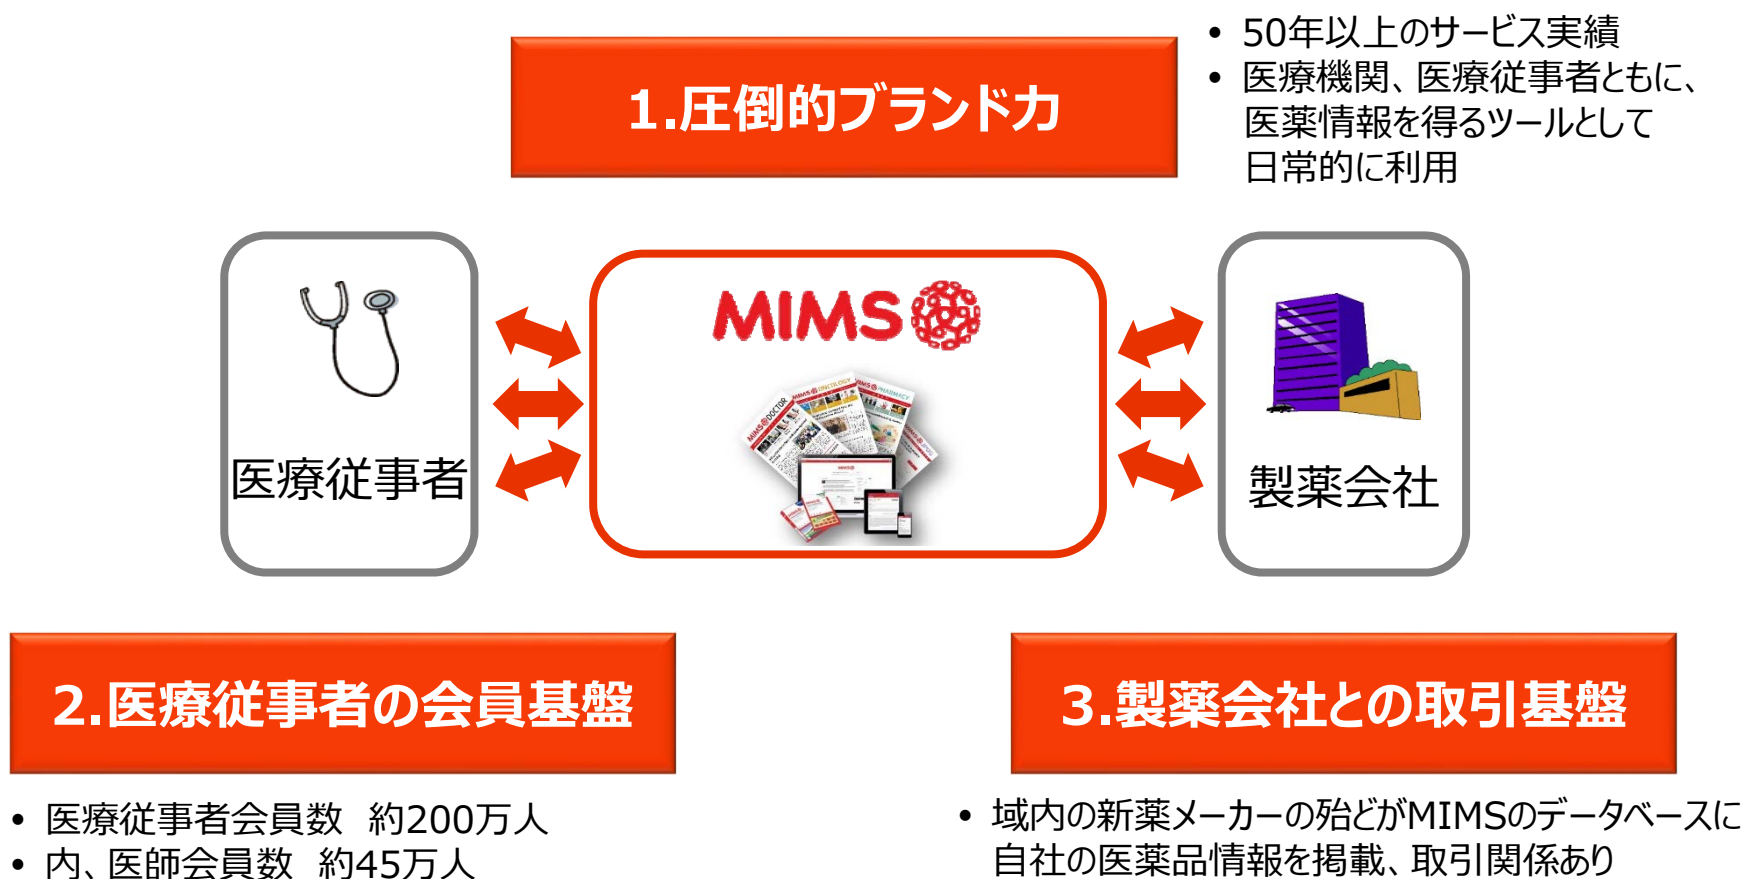 1.圧倒的ブランド力
• 50年以上のサービス実績
• 医療機関、医療従事者ともに、
医薬情報を得るツールとして
日常的に利用
医療従事者
MIMS
MIMS DOCTOR
MIMS ONCOLOGY
MIMS PHARMACY
MIMS
製薬会社
2.医療従事者の会員基盤
• 医療従事者会員数 約200万人
• 内、医師会員数 約45万人
3.製薬会社との取引基盤
• 域内の新薬メーカーの殆どがMIMSのデータベースに
自社の医薬品情報を掲載、取引関係あり